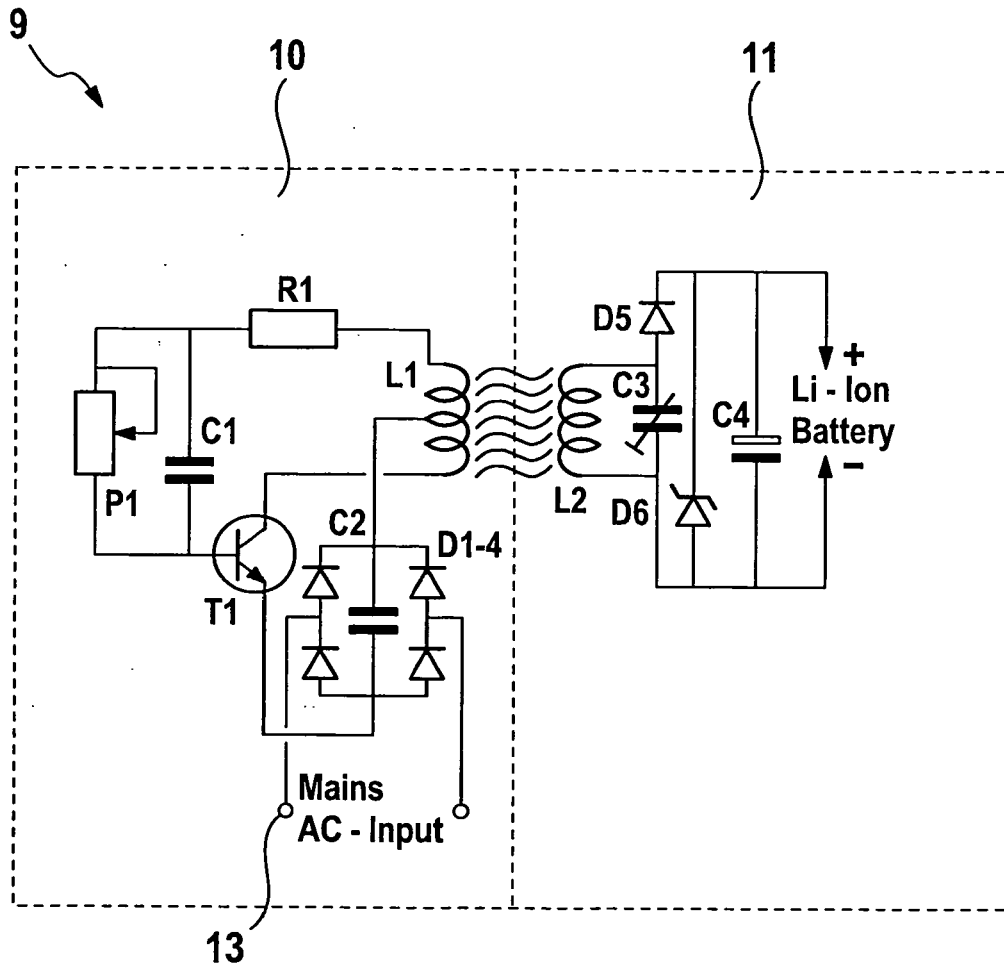 9
10
11
R1
L1
C1
P1
T1
C2
D1-4
D5
C3
L2
D6
C4
+
Li - Ion
Battery
−
Mains
AC - Input
13